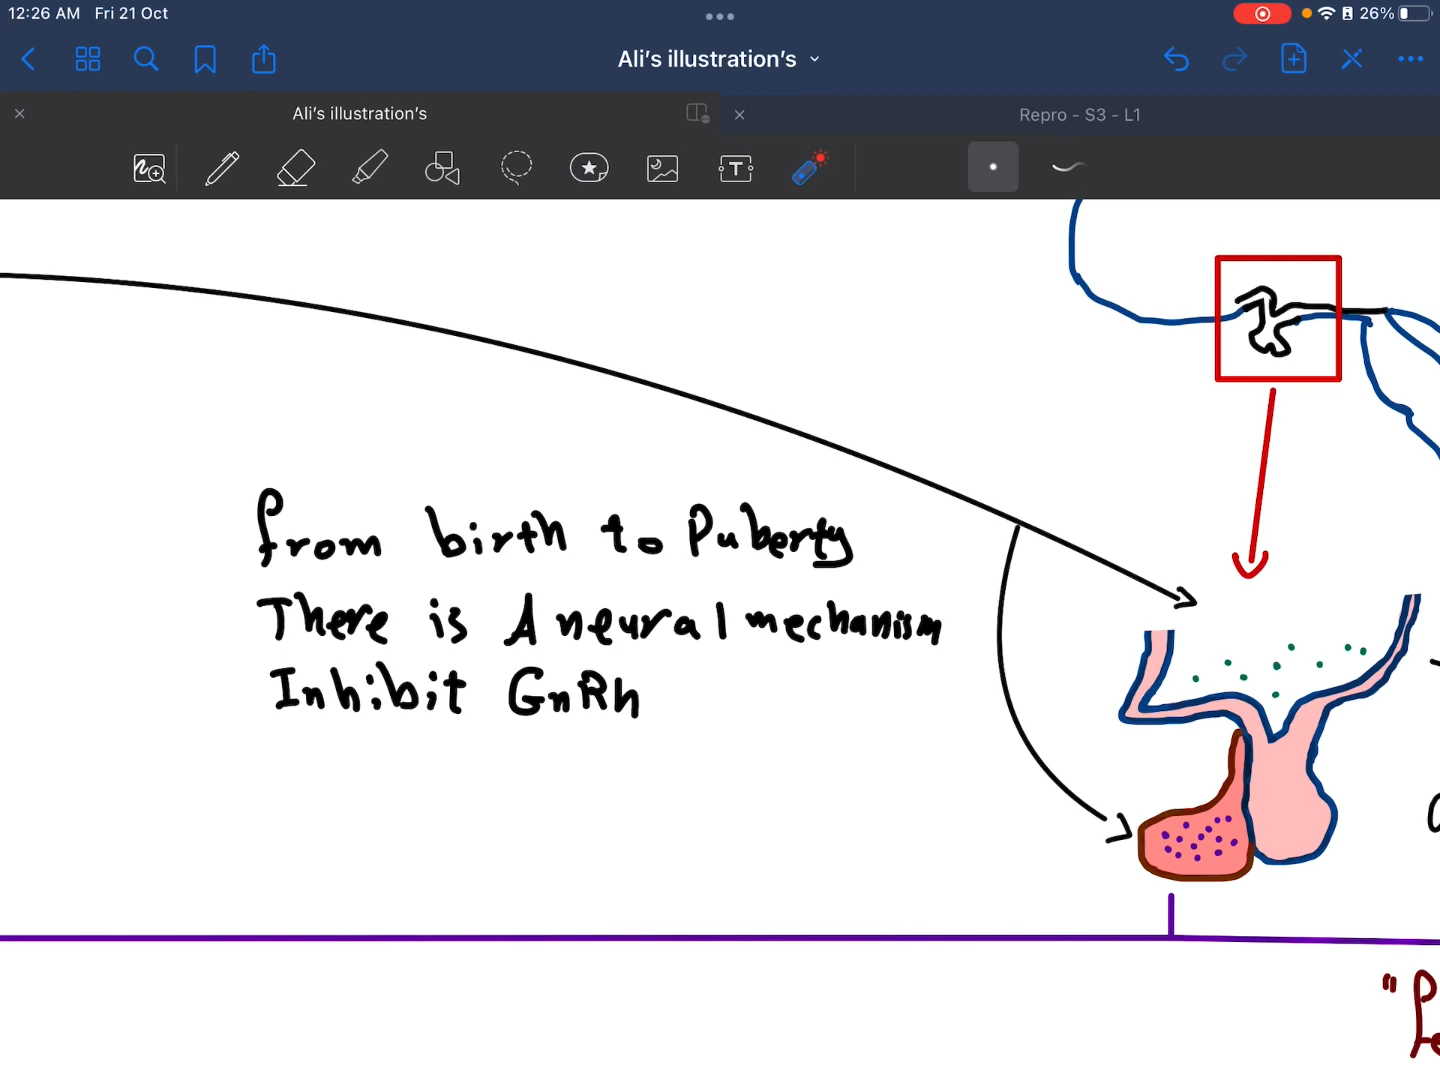 12:26 AM Fri 21 Oct
26%
Ali's illustration's
Ali's illustration's
Repro - S3 - L1
T
from birth to Puberty
There is A neural mechanism
Inhibit GnRh